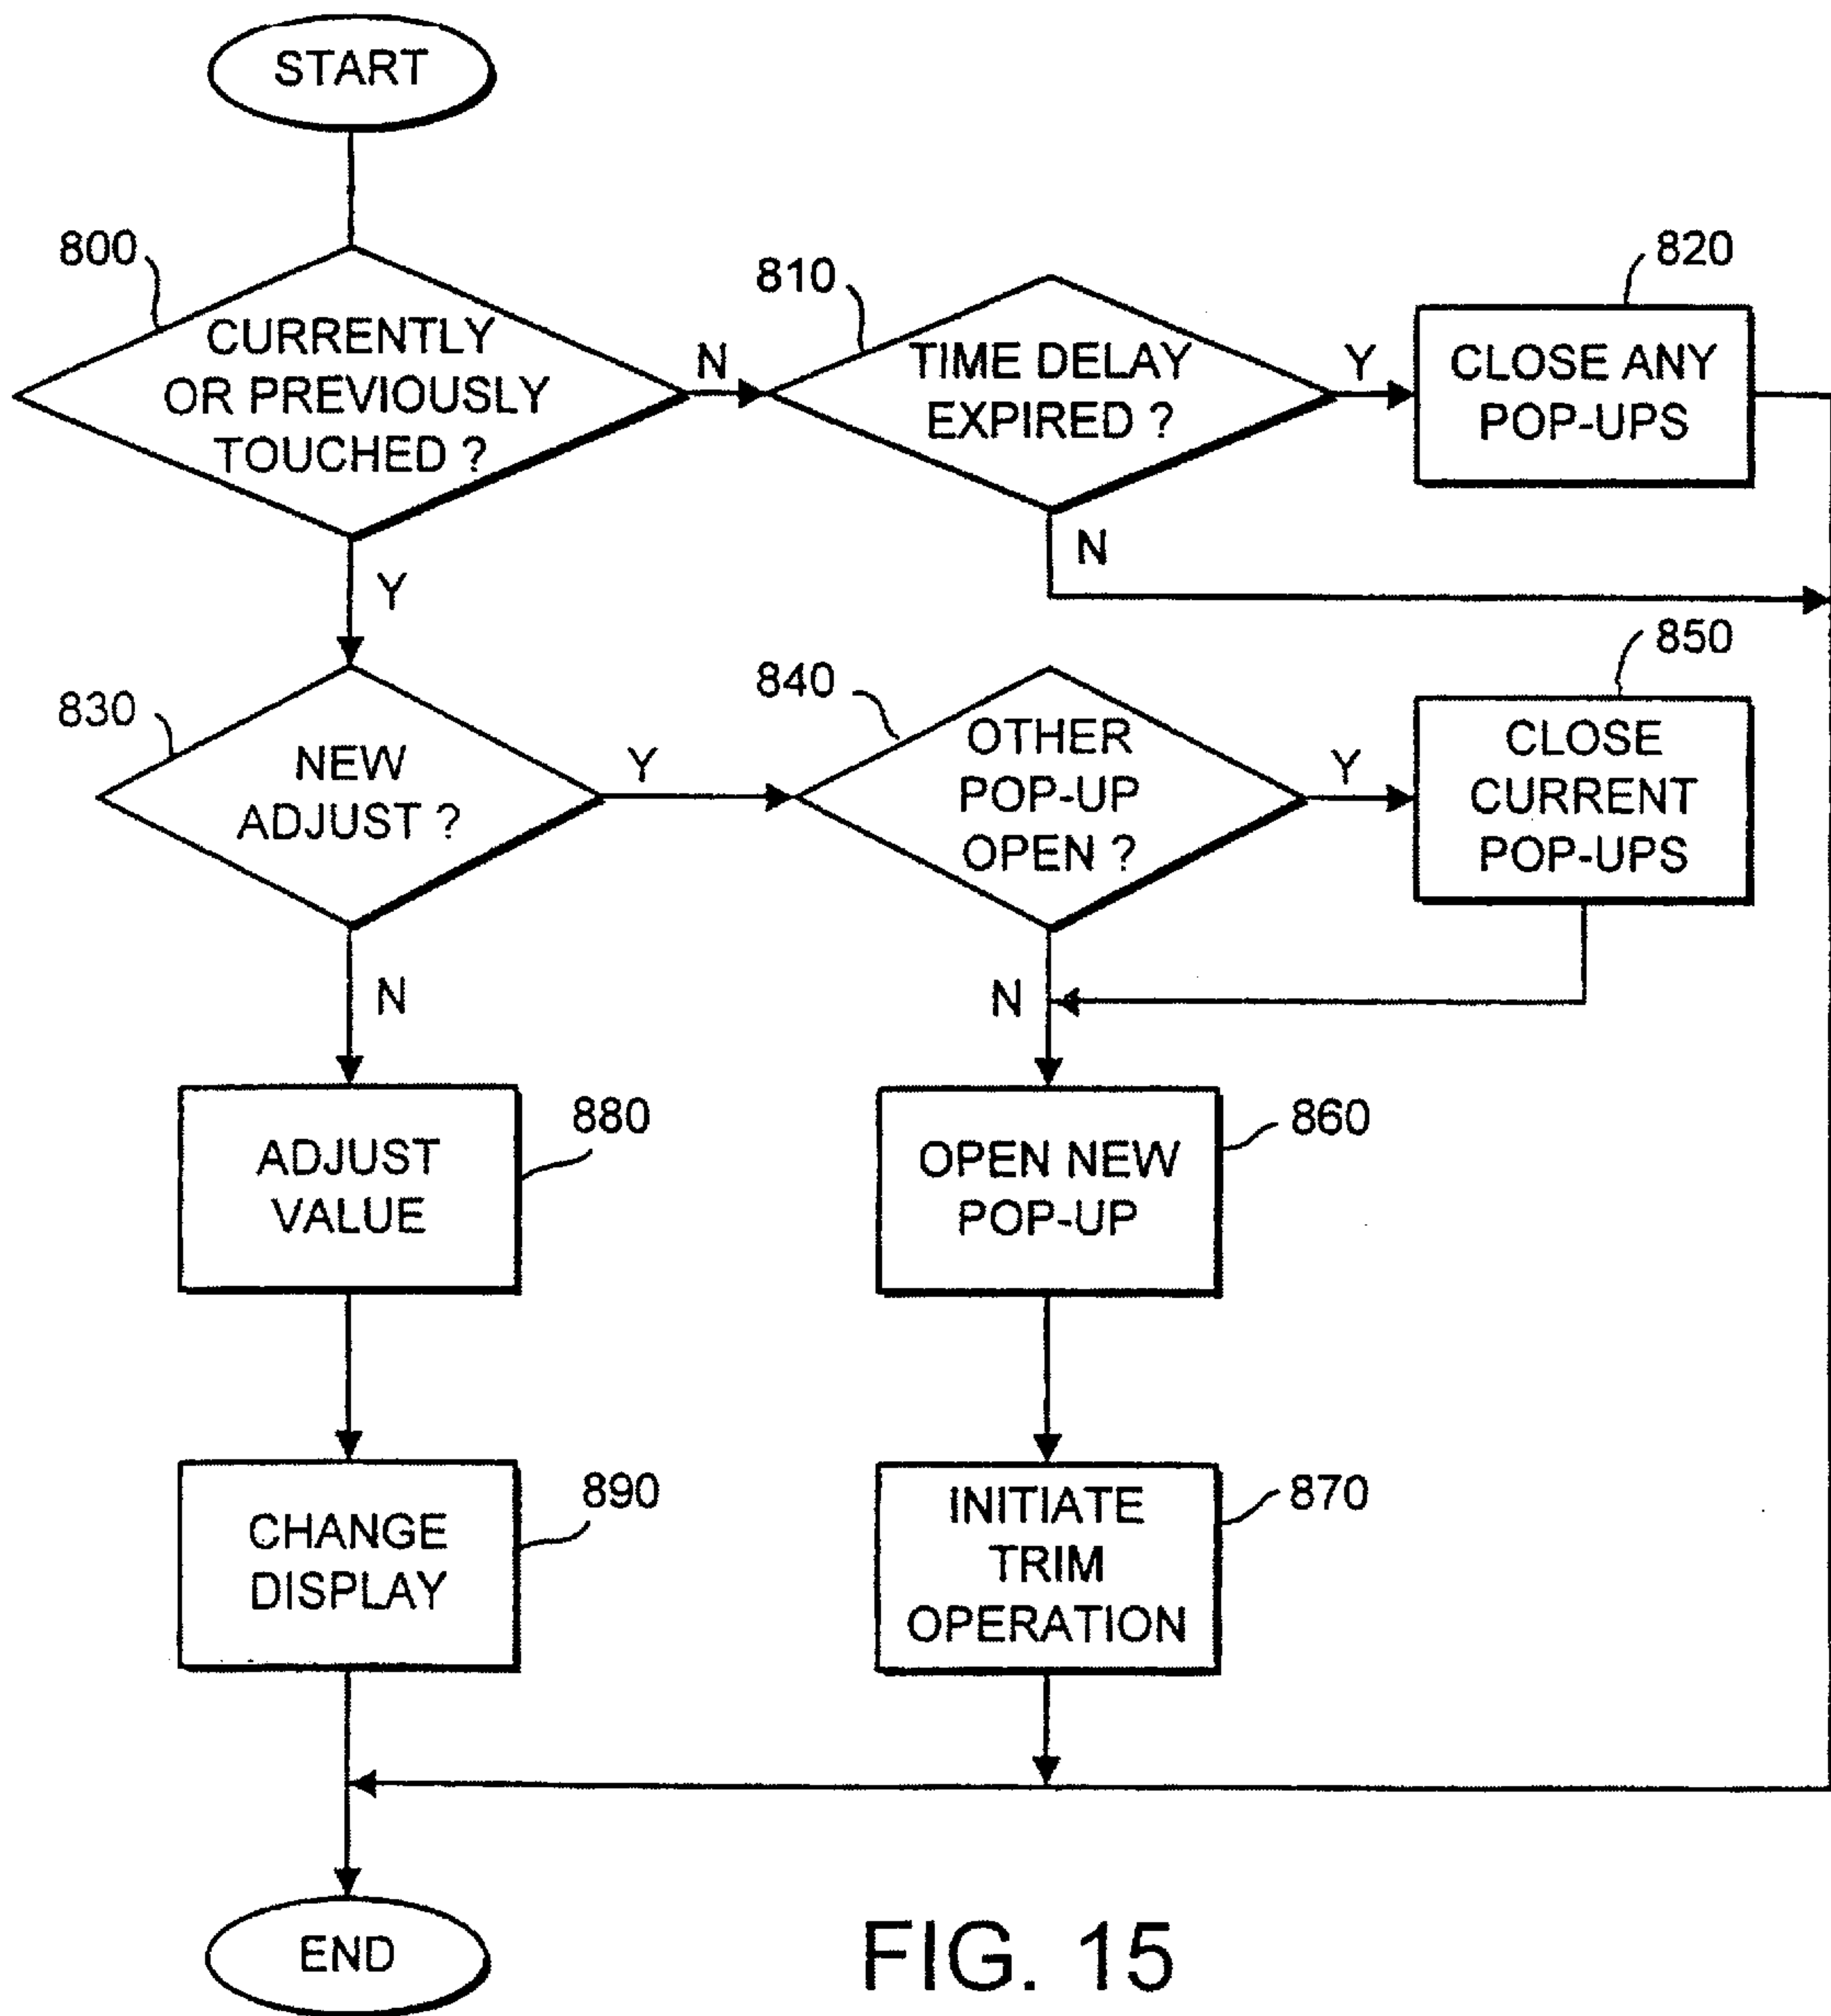 START
800
CURRENTLY
OR PREVIOUSLY
TOUCHED ?
N
810
TIME DELAY
EXPIRED ?
Y
820
CLOSE ANY
POP-UPS
N
Y
830
NEW
ADJUST ?
Y
840
OTHER
POP-UP
OPEN ?
Y
850
CLOSE
CURRENT
POP-UPS
N
N
880
ADJUST
VALUE
860
OPEN NEW
POP-UP
890
CHANGE
DISPLAY
870
INITIATE
TRIM
OPERATION
END
FIG. 15